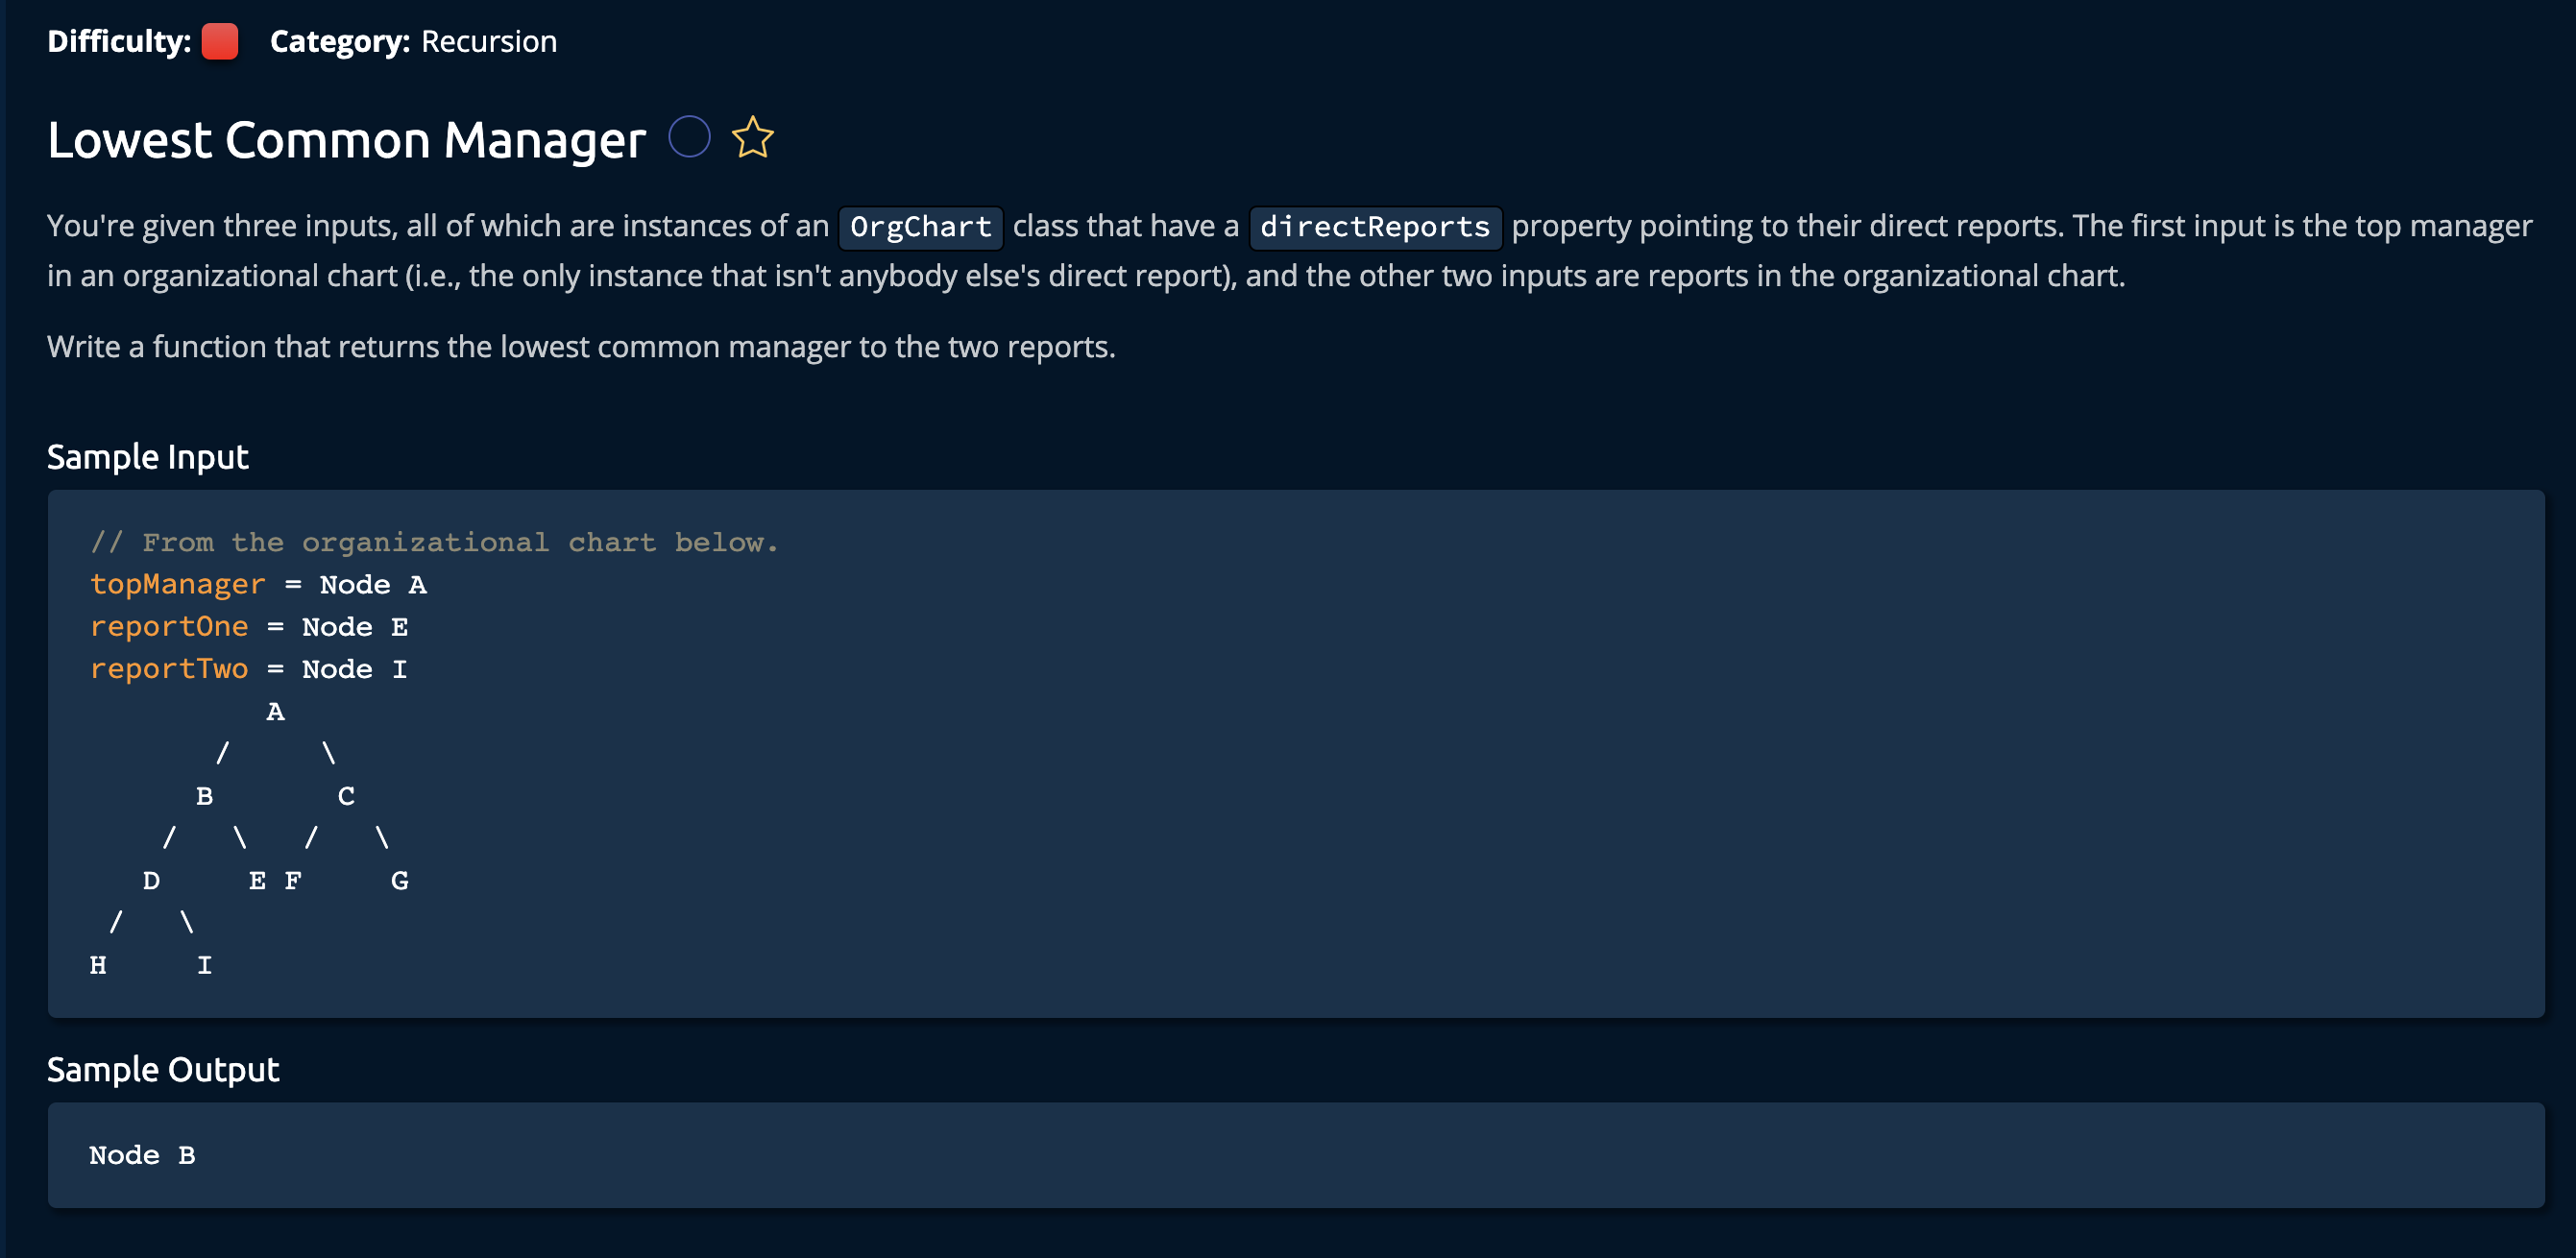 Difficulty: Category: Recursion
Lowest Common Manager
You're given three inputs, all of which are instances of an OrgChart class that have a directReports property pointing to their direct reports. The first input is the top manager
in an organizational chart (i.e., the only instance that isn't anybody else's direct report), and the other two inputs are reports in the organizational chart.
Write a function that returns the lowest common manager to the two reports.
Sample Input
// From the organizational chart below.
topManager = Node A
reportOne = Node E
reportTwo = Node I
          A
       /     \
      B       C
    /   \   /   \
   D     E F     G
 /   \
H     I
Sample Output
Node B